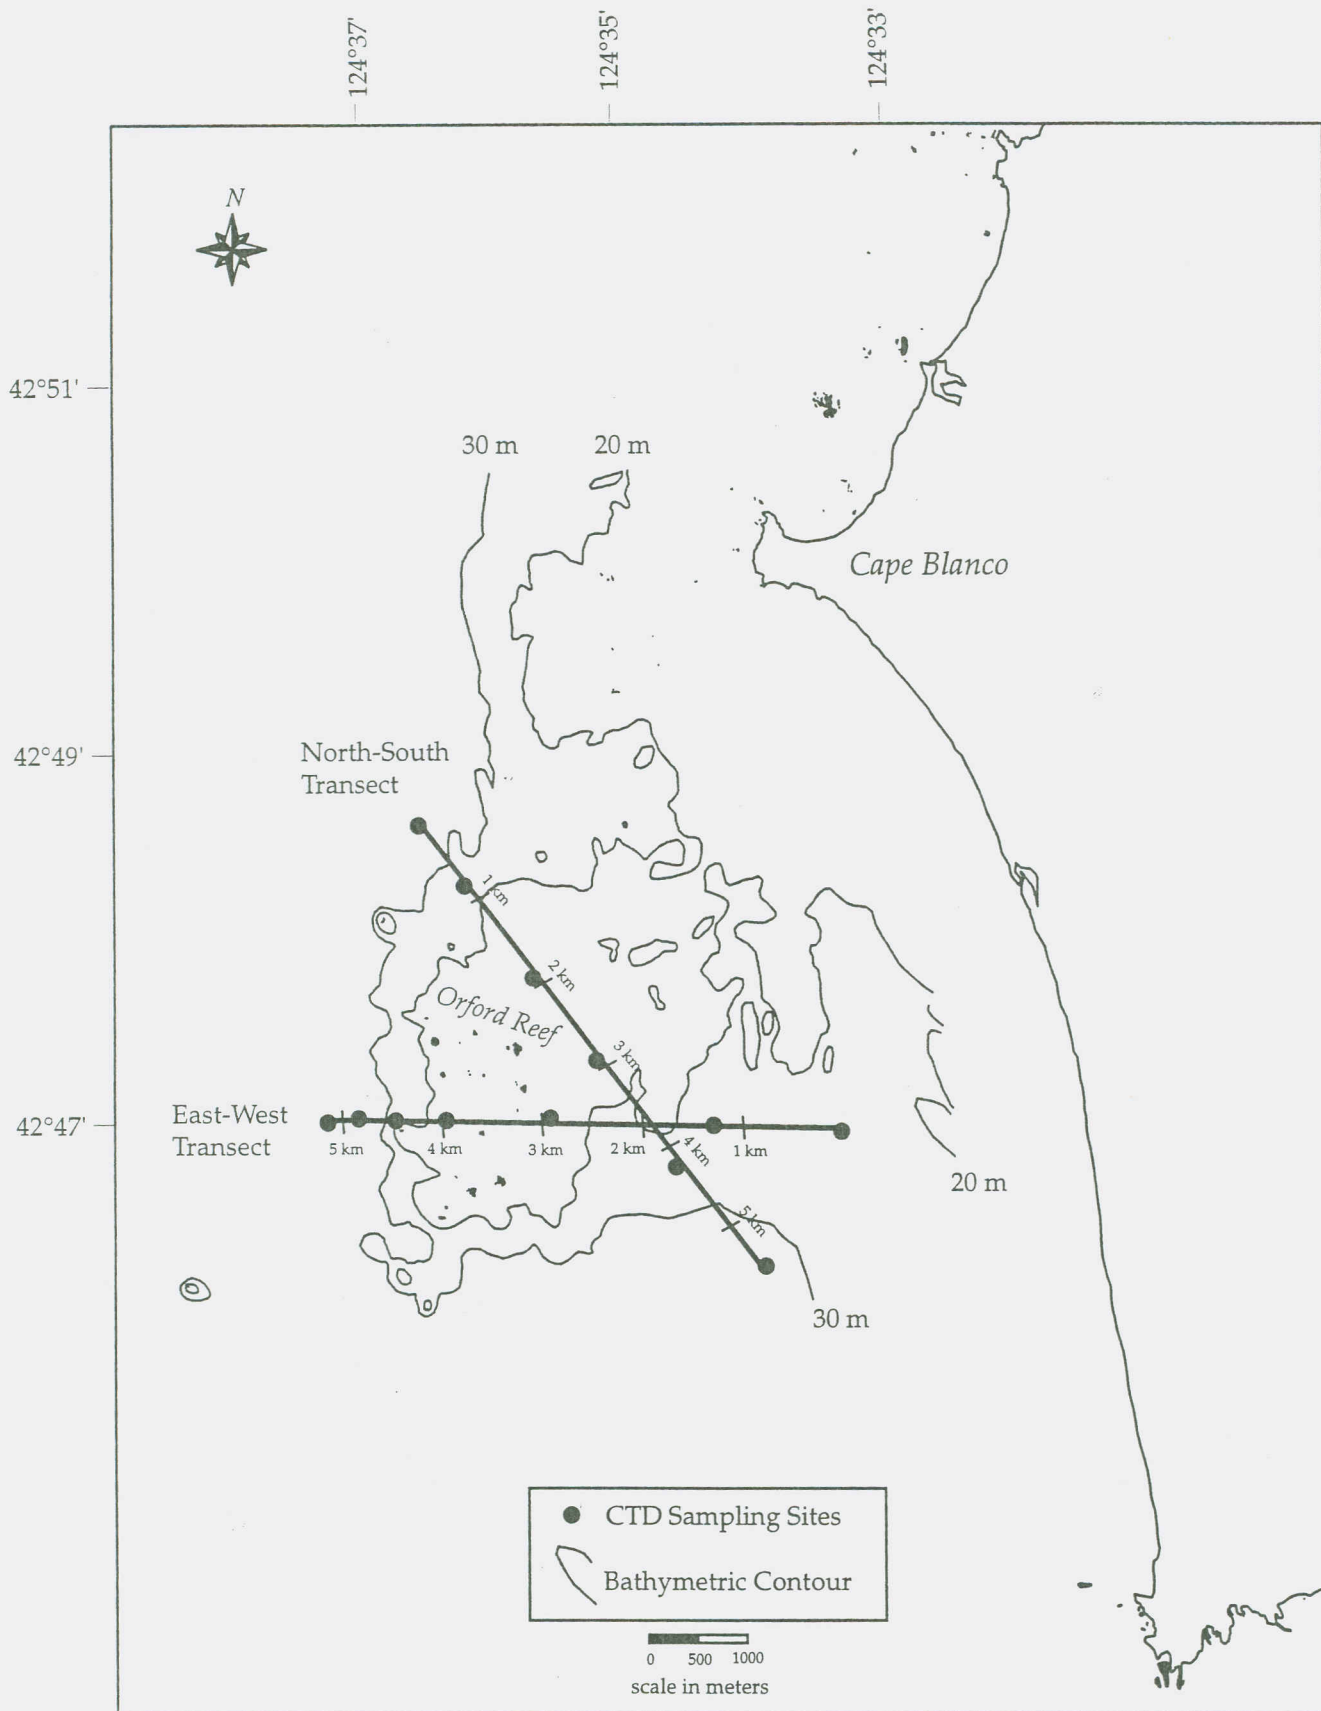 124°37'
124°35'
124°33'
N
42°51'
30 m
20 m
Cape Blanco
42°49'
North-South
Transect
1 km
2 km
Orford Reef
3 km
42°47'
East-West
Transect
5 km
4 km
3 km
2 km
4 km
1 km
20 m
5 km
30 m
CTD Sampling Sites
Bathymetric Contour
0 500 1000
scale in meters